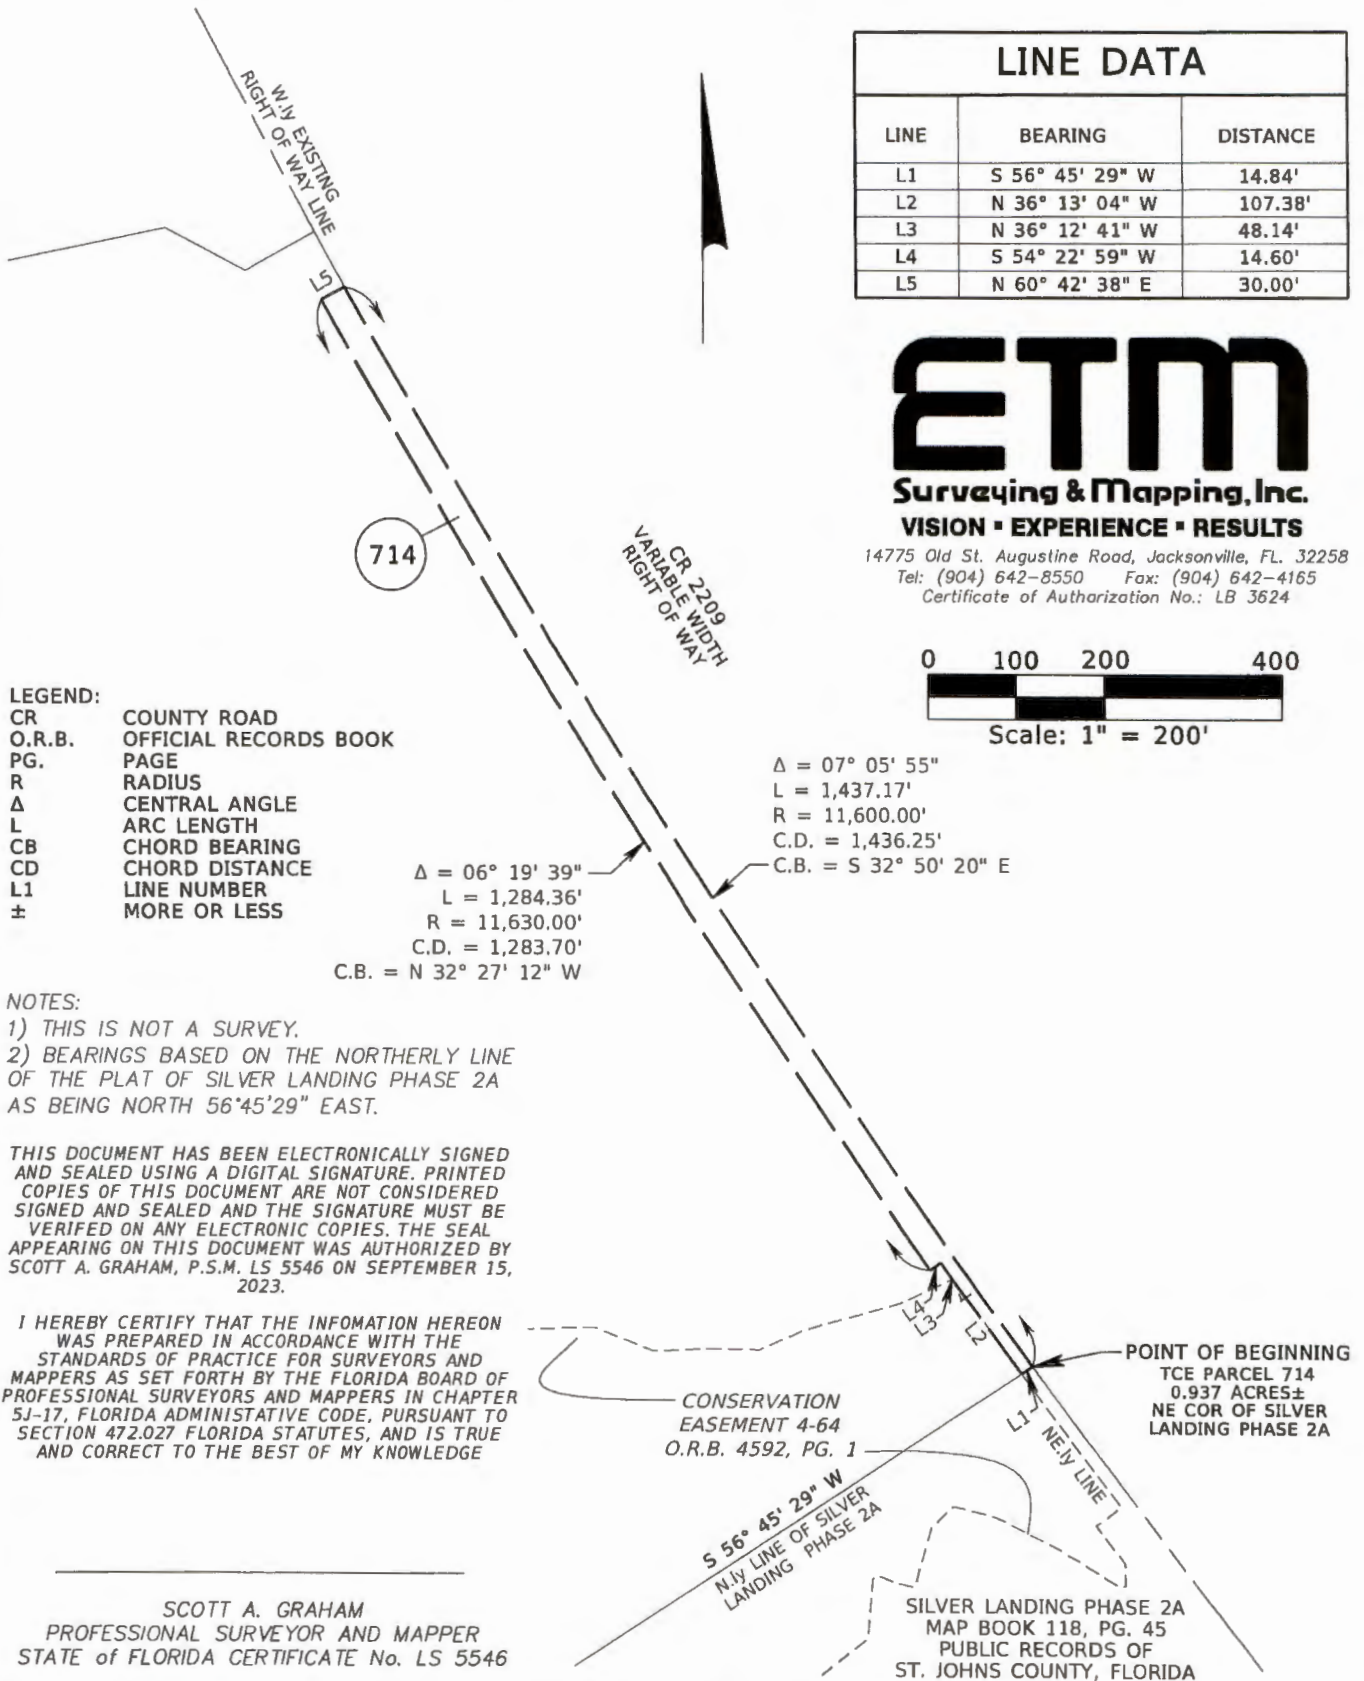 W.ly EXISTING
RIGHT OF WAY LINE
LINE DATA
LINE BEARING DISTANCE
L1 S 56° 45' 29" W 14.84'
L2 N 36° 13' 04" W 107.38'
L3 N 36° 12' 41" W 48.14'
L4 S 54° 22' 59" W 14.60'
L5 N 60° 42' 38" E 30.00'
L5
ETM
Surveying & Mapping, Inc.
VISION ▪ EXPERIENCE ▪ RESULTS
14775 Old St. Augustine Road, Jacksonville, FL. 32258
Tel: (904) 642-8550 Fax: (904) 642-4165
Certificate of Authorization No.: LB 3624
714
CR 2209
VARIABLE WIDTH
RIGHT OF WAY
0 100 200 400
Scale: 1" = 200'
LEGEND:
CR COUNTY ROAD
O.R.B. OFFICIAL RECORDS BOOK
PG. PAGE
R RADIUS
Δ CENTRAL ANGLE
L ARC LENGTH
CB CHORD BEARING
CD CHORD DISTANCE
L1 LINE NUMBER
± MORE OR LESS
Δ = 07° 05' 55"
L = 1,437.17'
R = 11,600.00'
C.D. = 1,436.25'
C.B. = S 32° 50' 20" E
Δ = 06° 19' 39"
L = 1,284.36'
R = 11,630.00'
C.D. = 1,283.70'
C.B. = N 32° 27' 12" W
NOTES:
1) THIS IS NOT A SURVEY.
2) BEARINGS BASED ON THE NORTHERLY LINE
OF THE PLAT OF SILVER LANDING PHASE 2A
AS BEING NORTH 56°45'29" EAST.
THIS DOCUMENT HAS BEEN ELECTRONICALLY SIGNED
AND SEALED USING A DIGITAL SIGNATURE. PRINTED
COPIES OF THIS DOCUMENT ARE NOT CONSIDERED
SIGNED AND SEALED AND THE SIGNATURE MUST BE
VERIFED ON ANY ELECTRONIC COPIES. THE SEAL
APPEARING ON THIS DOCUMENT WAS AUTHORIZED BY
SCOTT A. GRAHAM, P.S.M. LS 5546 ON SEPTEMBER 15,
2023.
I HEREBY CERTIFY THAT THE INFOMATION HEREON
WAS PREPARED IN ACCORDANCE WITH THE
STANDARDS OF PRACTICE FOR SURVEYORS AND
MAPPERS AS SET FORTH BY THE FLORIDA BOARD OF
PROFESSIONAL SURVEYORS AND MAPPERS IN CHAPTER
5J-17, FLORIDA ADMINISTATIVE CODE, PURSUANT TO
SECTION 472.027 FLORIDA STATUTES, AND IS TRUE
AND CORRECT TO THE BEST OF MY KNOWLEDGE
L4
L3
L2
L1
NE.ly LINE
POINT OF BEGINNING
TCE PARCEL 714
0.937 ACRES±
NE COR OF SILVER
LANDING PHASE 2A
CONSERVATION
EASEMENT 4-64
O.R.B. 4592, PG. 1
S 56° 45' 29" W
N.ly LINE OF SILVER
LANDING PHASE 2A
SCOTT A. GRAHAM
PROFESSIONAL SURVEYOR AND MAPPER
STATE of FLORIDA CERTIFICATE No. LS 5546
SILVER LANDING PHASE 2A
MAP BOOK 118, PG. 45
PUBLIC RECORDS OF
ST. JOHNS COUNTY, FLORIDA